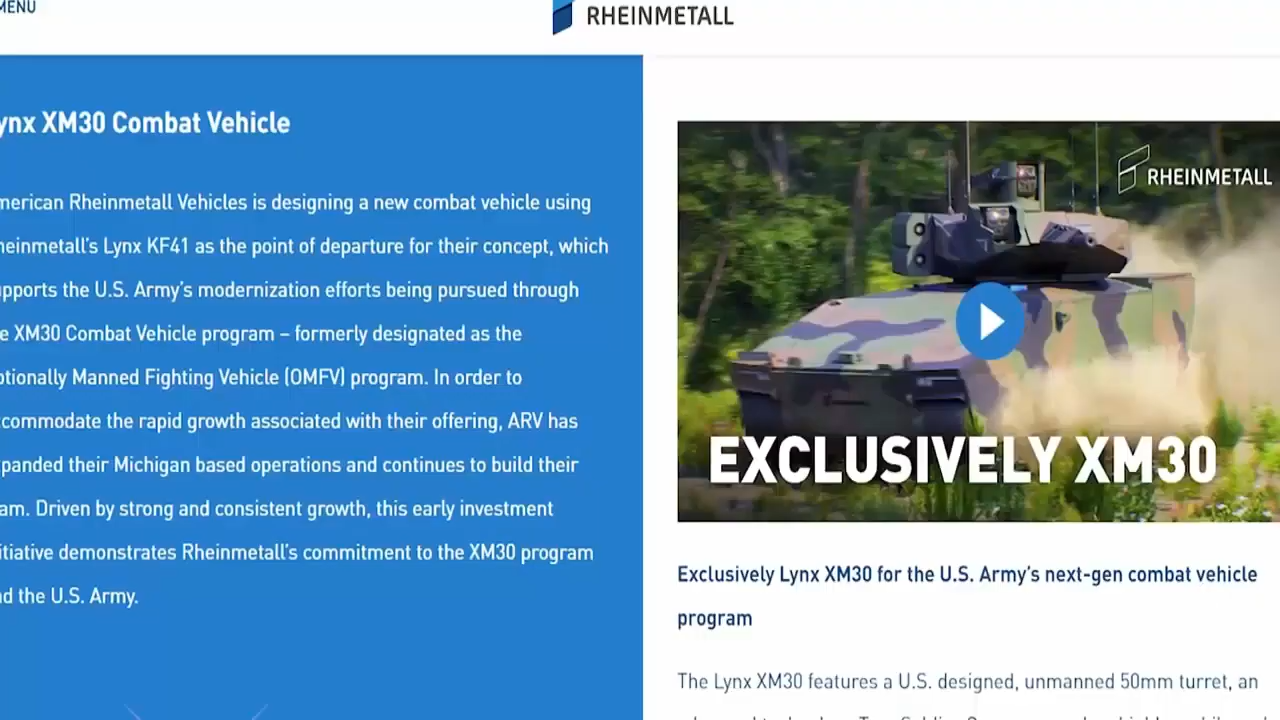 MENU
RHEINMETALL
ynx XM30 Combat Vehicle
merican Rheinmetall Vehicles is designing a new combat vehicle using
heinmetall's Lynx KF41 as the point of departure for their concept, which
pports the U.S. Army's modernization efforts being pursued through
e XM30 Combat Vehicle program – formerly designated as the
ptionally Manned Fighting Vehicle (OMFV) program. In order to
commodate the rapid growth associated with their offering, ARV has
panded their Michigan based operations and continues to build their
am. Driven by strong and consistent growth, this early investment
itiative demonstrates Rheinmetall's commitment to the XM30 program
d the U.S. Army.
RHEINMETALL
EXCLUSIVELY XM30
Exclusively Lynx XM30 for the U.S. Army's next-gen combat vehicle
program
The Lynx XM30 features a U.S. designed, unmanned 50mm turret, an